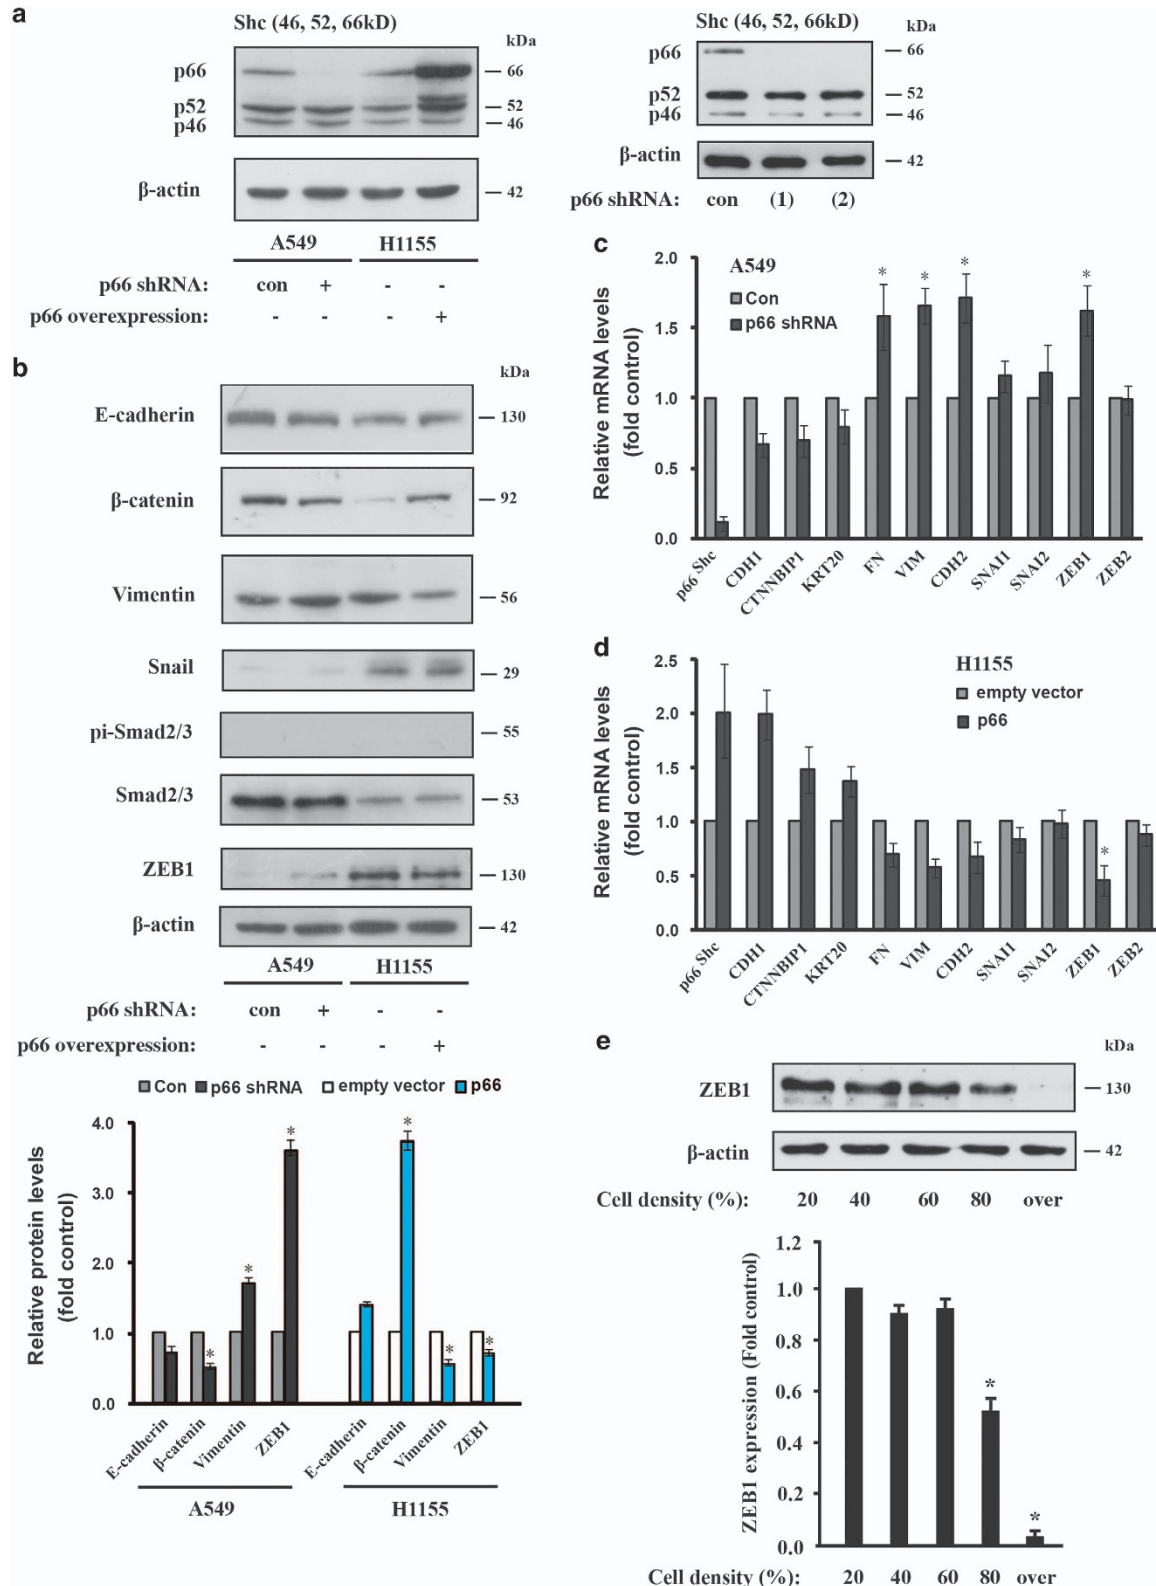 a
Shc (46, 52, 66kD)
kDa
p66
66
p52
52
p46
46
β-actin
42
A549 H1155
p66 shRNA: con + - -
p66 overexpression: - - - +
Shc (46, 52, 66kD)
kDa
p66
66
p52
52
p46
46
β-actin
42
p66 shRNA: con (1) (2)
b
kDa
E-cadherin
130
β-catenin
92
Vimentin
56
Snail
29
pi-Smad2/3
55
Smad2/3
53
ZEB1
130
β-actin
42
A549 H1155
p66 shRNA: con + - -
p66 overexpression: - - - +
Con p66 shRNA empty vector p66
Relative protein levels
(fold control)
4.0
3.0
2.0
1.0
0.0
* * * * * *
E-cadherin β-catenin Vimentin ZEB1 E-cadherin β-catenin Vimentin ZEB1
A549 H1155
c
A549
Con
p66 shRNA
Relative mRNA levels
(fold control)
2.0
1.5
1.0
0.5
0.0
* * * *
p66 Shc CDH1 CTNNBIP1 KRT20 FN VIM CDH2 SNAI1 SNAI2 ZEB1 ZEB2
d
H1155
empty vector
p66
Relative mRNA levels
(fold control)
2.5
2.0
1.5
1.0
0.5
0.0
*
p66 Shc CDH1 CTNNBIP1 KRT20 FN VIM CDH2 SNAI1 SNAI2 ZEB1 ZEB2
e
kDa
ZEB1
130
β-actin
42
Cell density (%): 20 40 60 80 over
ZEB1 expression (Fold control)
1.2
1.0
0.8
0.6
0.4
0.2
0.0
* *
Cell density (%): 20 40 60 80 over